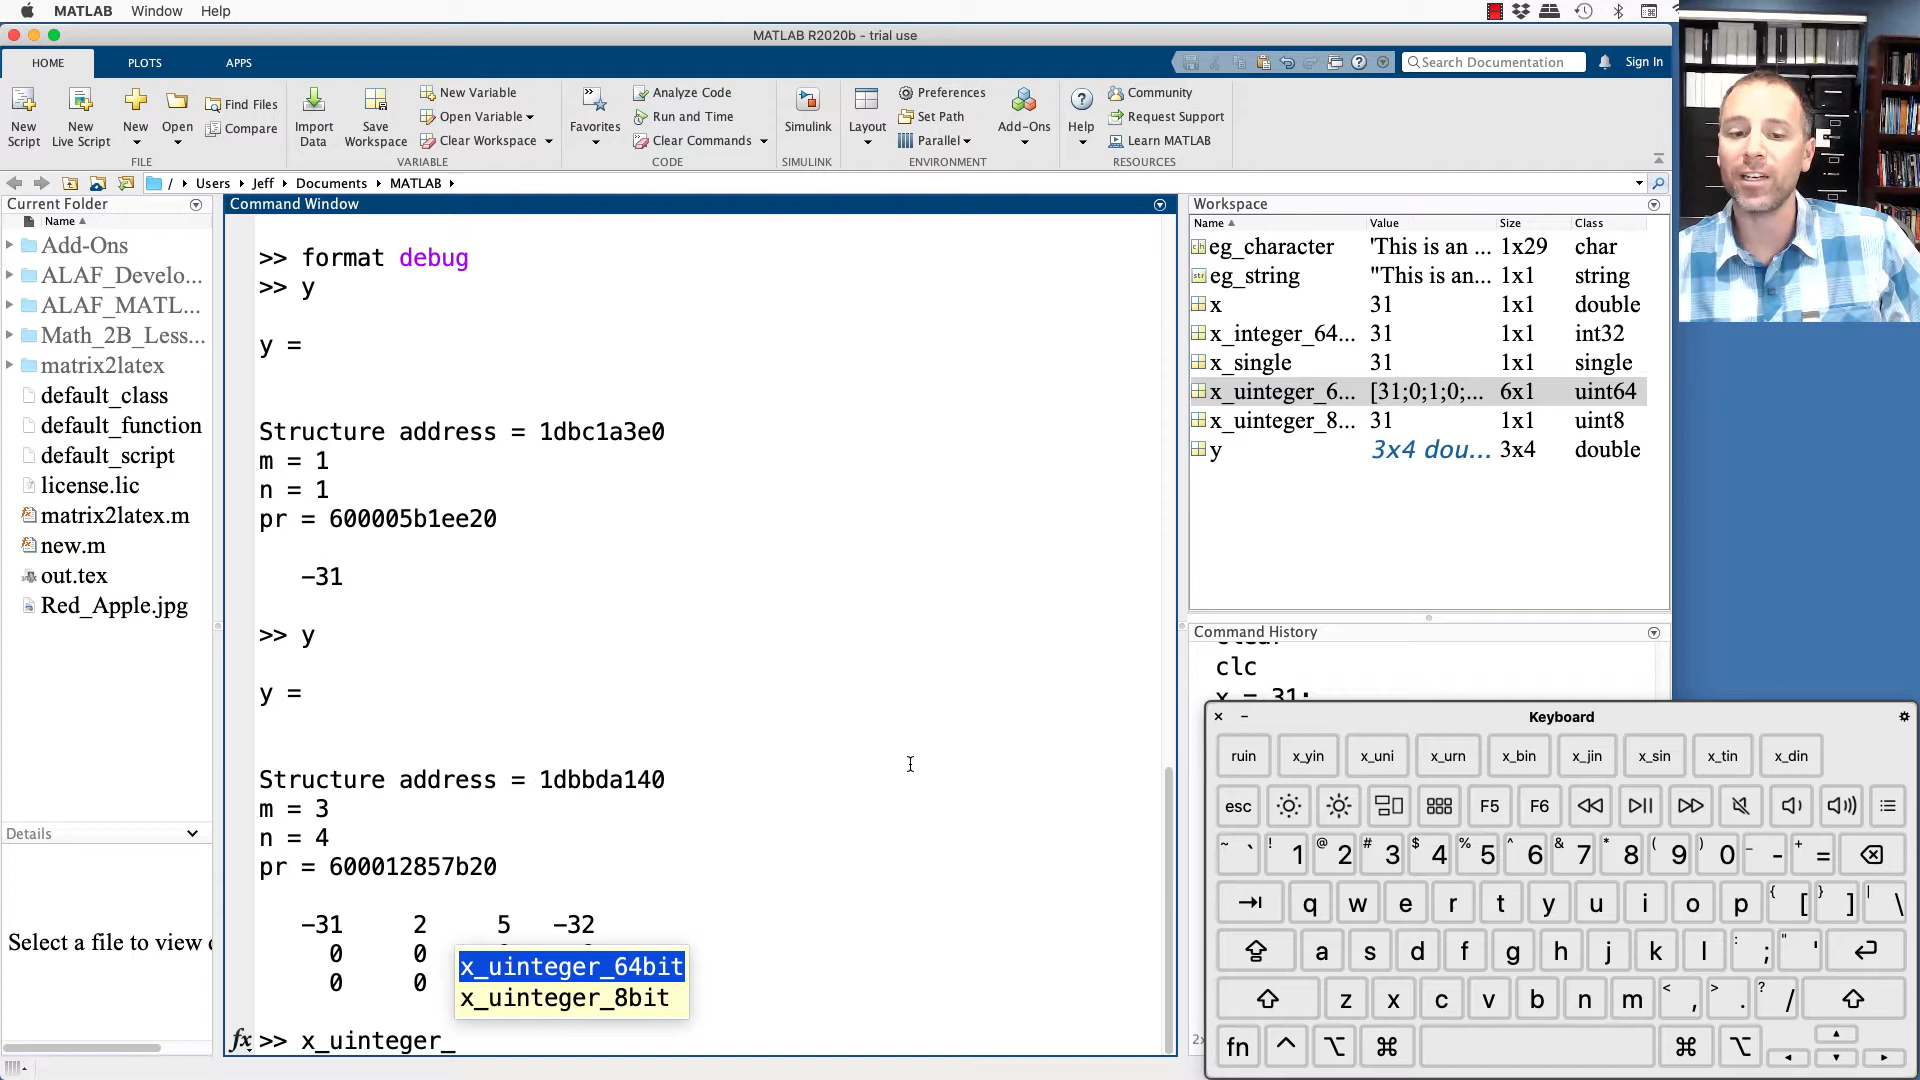 MATLAB Window Help
MATLAB R2020b - trial use
HOME PLOTS APPS
Search Documentation
Sign In
New Script
New Live Script
New
Open
Find Files
Compare
Import Data
Save Workspace
New Variable
Open Variable
Clear Workspace
Favorites
Analyze Code
Run and Time
Clear Commands
Simulink
Layout
Preferences
Set Path
Parallel
Add-Ons
Help
Community
Request Support
Learn MATLAB
FILE VARIABLE CODE SIMULINK ENVIRONMENT RESOURCES
/ Users Jeff Documents MATLAB
Current Folder
Name
Add-Ons
ALAF_Develo...
ALAF_MATL...
Math_2B_Less...
matrix2latex
default_class
default_function
default_script
license.lic
matrix2latex.m
new.m
out.tex
Red_Apple.jpg
Details
Select a file to view
Command Window
>> format debug
>> y
y =
Structure address = 1dbc1a3e0
m = 1
n = 1
pr = 600005b1ee20
-31
>> y
y =
Structure address = 1dbbda140
m = 3
n = 4
pr = 600012857b20
-31 2 5 -32
0 0
0 0
x_uinteger_64bit
x_uinteger_8bit
fx >> x_uinteger_
Workspace
Name Value Size Class
eg_character 'This is an ... 1x29 char
eg_string "This is an... 1x1 string
x 31 1x1 double
x_integer_64... 31 1x1 int32
x_single 31 1x1 single
x_uinteger_6... [31;0;1;0;... 6x1 uint64
x_uinteger_8... 31 1x1 uint8
y 3x4 dou... 3x4 double
Command History
clear
clc
x = 31;
Keyboard
ruin x_yin x_uni x_urn x_bin x_jin x_sin x_tin x_din
esc F5 F6
~ ` ! 1 @ 2 # 3 $ 4 % 5 ^ 6 & 7 * 8 ( 9 ) 0 _ - + =
q w e r t y u i o p { [ } ] | \
a s d f g h j k l : ; " '
z x c v b n m < , > . ? /
fn ^ ⌥ ⌘ ⌘ ⌥